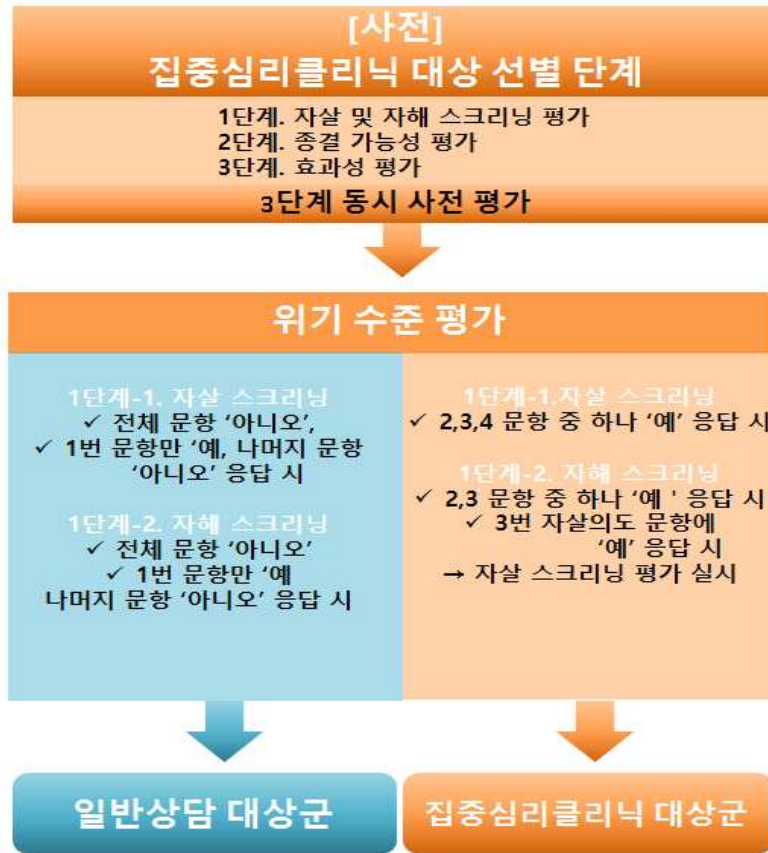 [사전]
집중심리클리닉 대상 선별 단계
1단계. 자살 및 자해 스크리닝 평가
2단계. 종결 가능성 평가
3단계. 효과성 평가
3단계 동시 사전 평가
위기 수준 평가
1단계-1. 자살 스크리닝
✓ 전체 문항 ‘아니오’,
✓ 1번 문항만 ‘예, 나머지 문항
‘아니오’ 응답 시
1단계-2. 자해 스크리닝
✓ 전체 문항 ‘아니오’
✓ 1번 문항만 ‘예
나머지 문항 ‘아니오’ 응답 시
1단계-1.자살 스크리닝
✓ 2,3,4 문항 중 하나 ‘예’ 응답 시
1단계-2. 자해 스크리닝
✓ 2,3 문항 중 하나 ‘예 ' 응답 시
✓ 3번 자살의도 문항에
‘예’ 응답 시
→ 자살 스크리닝 평가 실시
일반상담 대상군
집중심리클리닉 대상군